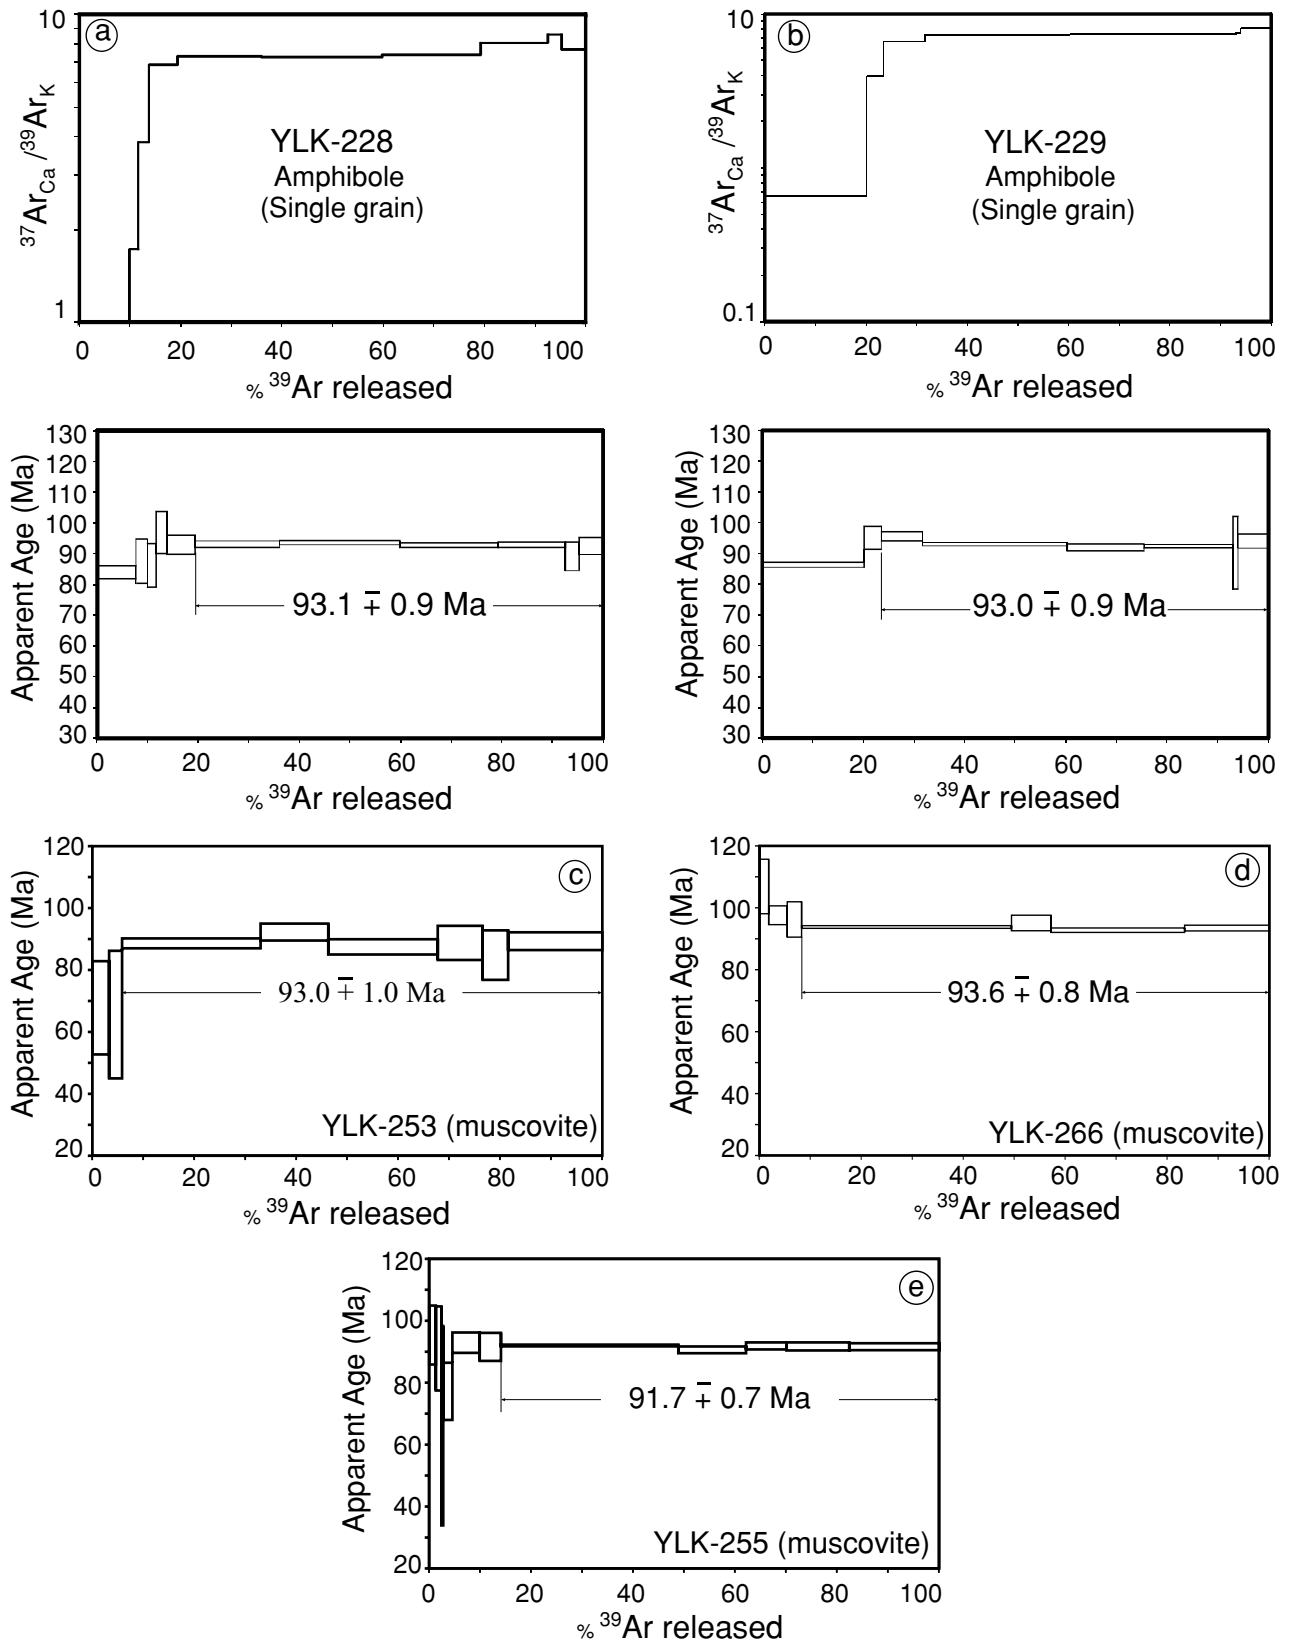 a
10
1
³⁷Ar_Ca /³⁹Ar_K
YLK-228
Amphibole
(Single grain)
0 20 40 60 80 100
% ³⁹Ar released
b
10
0.1
³⁷Ar_Ca /³⁹Ar_K
YLK-229
Amphibole
(Single grain)
0 20 40 60 80 100
% ³⁹Ar released
130
120
110
100
90
80
70
60
50
40
30
Apparent Age (Ma)
93.1 ∓ 0.9 Ma
0 20 40 60 80 100
% ³⁹Ar released
130
120
110
100
90
80
70
60
50
40
30
Apparent Age (Ma)
93.0 ∓ 0.9 Ma
0 20 40 60 80 100
% ³⁹Ar released
c
120
100
80
60
40
20
Apparent Age (Ma)
93.0 ∓ 1.0 Ma
YLK-253 (muscovite)
0 20 40 60 80 100
% ³⁹Ar released
d
120
100
80
60
40
20
Apparent Age (Ma)
93.6 ∓ 0.8 Ma
YLK-266 (muscovite)
0 20 40 60 80 100
% ³⁹Ar released
e
120
100
80
60
40
20
Apparent Age (Ma)
91.7 ∓ 0.7 Ma
YLK-255 (muscovite)
0 20 40 60 80 100
% ³⁹Ar released